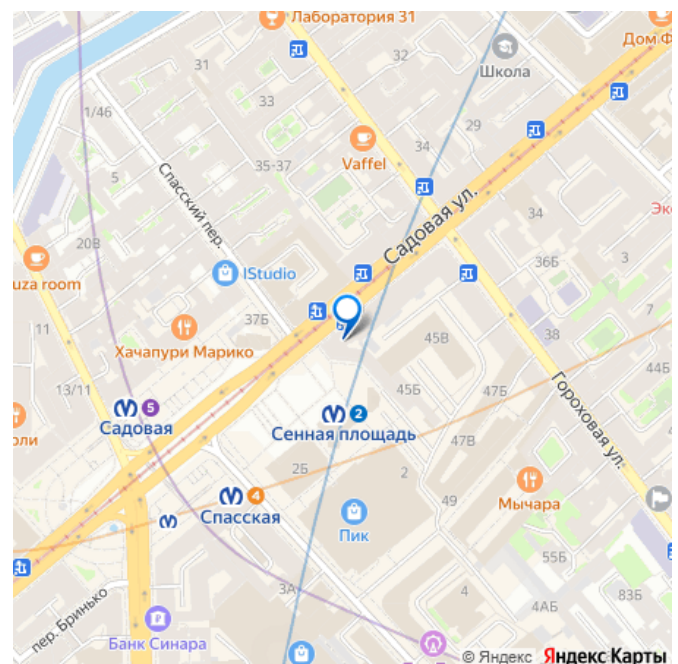 Лаборатория 31
Дом Ф
Школа
31
33
1/46
29
34
Vaffel
35-37
5
Спасский пер.
Садовая ул.
34
Эк
20В
36Б
3
IStudio
uza room
7
11
37Б
45В
38
Хачапури Марико
44Б
13/11
45Б
47Б
5
Садовая
2
Сенная площадь
Гороховая ул.
оли
47В
2Б
2
4
Спасская
49
Мычара
Пик
55Б
3А
4
4АБ
83Б
пер. Бринько
Банк Синара
© Яндекс Яндекс Карты